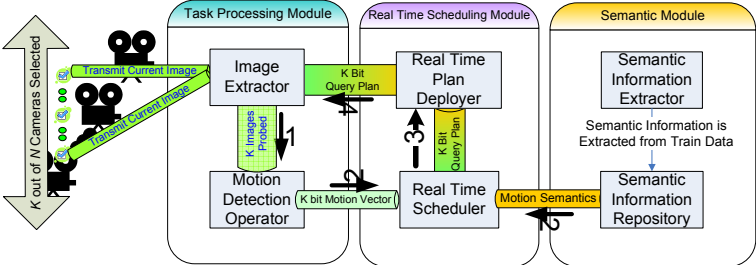 Task Processing Module
Real Time Scheduling Module
Semantic Module
K out of N Cameras Selected
Transmit Current Image
Transmit Current Image
Image
Extractor
K Bit
Query Plan
4
Real Time
Plan
Deployer
Semantic
Information
Extractor
K Images
Probed
1
3
K Bit
Query Plan
Semantic Information is
Extracted from Train Data
Motion
Detection
Operator
2
K bit Motion Vector
Real Time
Scheduler
Motion Semantics
2
Semantic
Information
Repository